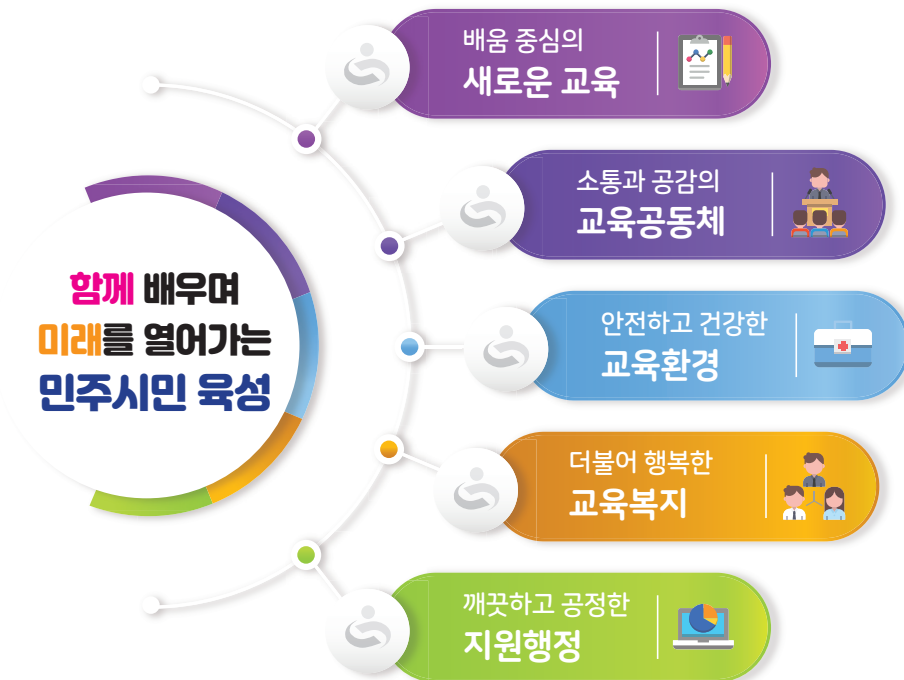 함께 배우며
미래를 열어가는
민주시민 육성
배움 중심의
새로운 교육
소통과 공감의
교육공동체
안전하고 건강한
교육환경
더불어 행복한
교육복지
깨끗하고 공정한
지원행정